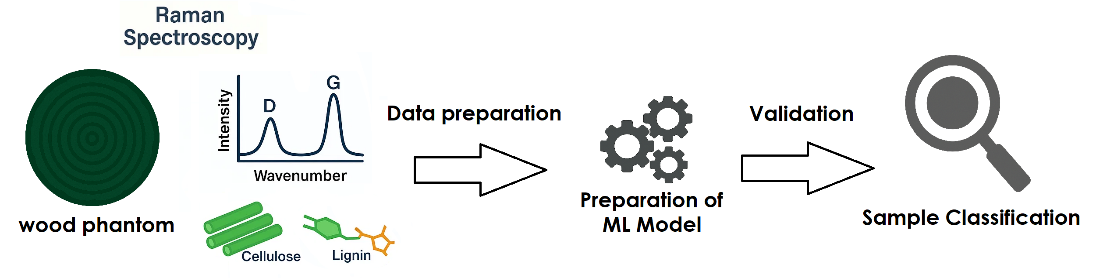 Raman
Spectroscopy
wood phantom
Intensity
D
G
Wavenumber
Cellulose
Lignin
Data preparation
Preparation of
ML Model
Validation
Sample Classification